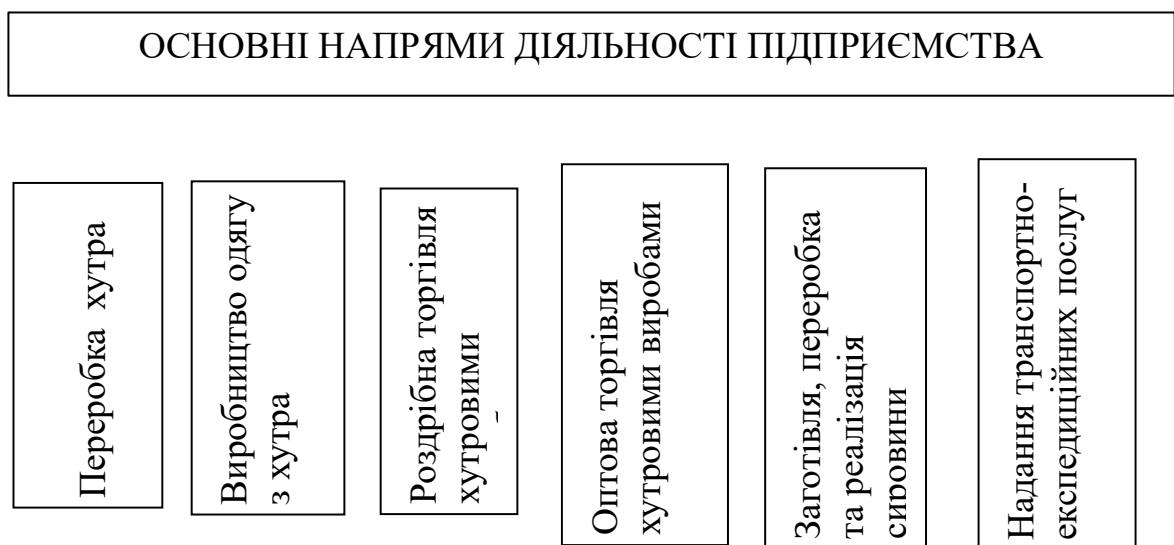 ОСНОВНІ НАПРЯМИ ДІЯЛЬНОСТІ ПІДПРИЄМСТВА
Переробка хутра
Виробництво одягу
з хутра
Роздрібна торгівля
хутровими
Оптова торгівля
хутровими виробами
Заготівля, переробка
та реалізація
сировини
Надання транспортно-
експедиційних послуг